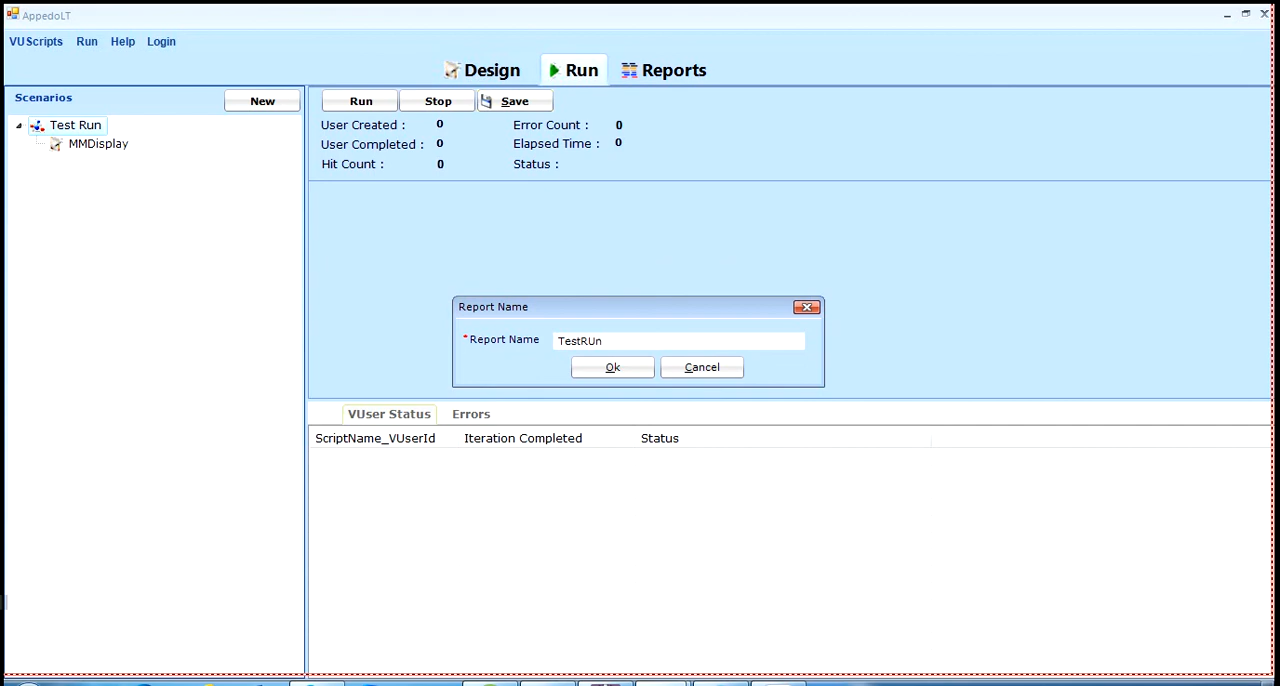 AppedoLT
VUScripts Run Help Login
Design Run Reports
Scenarios New
Test Run
MMDisplay
Run Stop Save
User Created : 0 Error Count : 0
User Completed : 0 Elapsed Time : 0
Hit Count : 0 Status :
Report Name
*Report Name TestRUn
Ok Cancel
VUser Status Errors
ScriptName_VUserId Iteration Completed Status